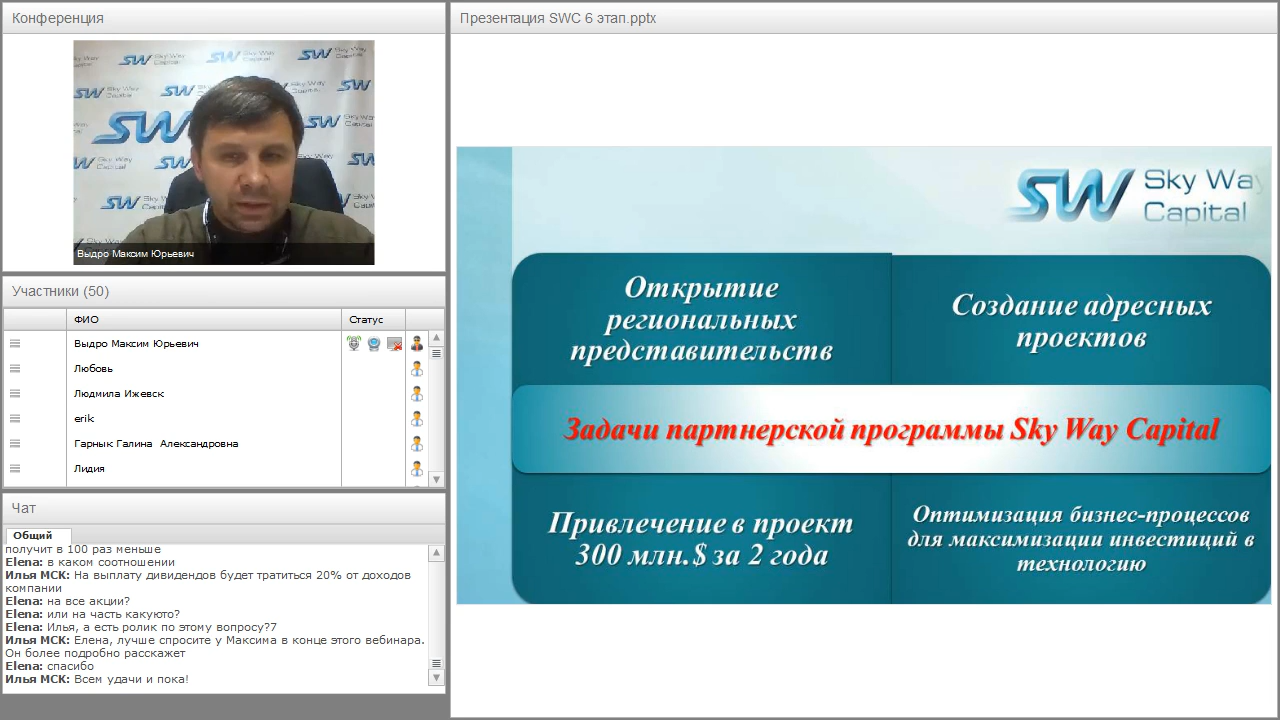 Конференция
Sky Way
Capital
SW
Выдро Максим Юрьевич
Участники (50)
ФИО
Статус
Выдро Максим Юрьевич
Любовь
Людмила Ижевск
erik
Гарнык Галина Александровна
Лидия
Чат
Общий
получит в 100 раз меньше
Elena: в каком соотношении
Илья МСК: На выплату дивидендов будет тратиться 20% от доходов
компании
Elena: на все акции?
Elena: или на часть какуюто?
Elena: Илья, а есть ролик по этому вопросу?7
Илья МСК: Елена, лучше спросите у Максима в конце этого вебинара.
Он более подробно расскажет
Elena: спасибо
Илья МСК: Всем удачи и пока!
Презентация SWC 6 этап.pptx
SW Sky Way
Capital
Открытие
региональных
представительств
Создание адресных
проектов
Задачи партнерской программы Sky Way Capital
Привлечение в проект
300 млн.$ за 2 года
Оптимизация бизнес-процессов
для максимизации инвестиций в
технологию